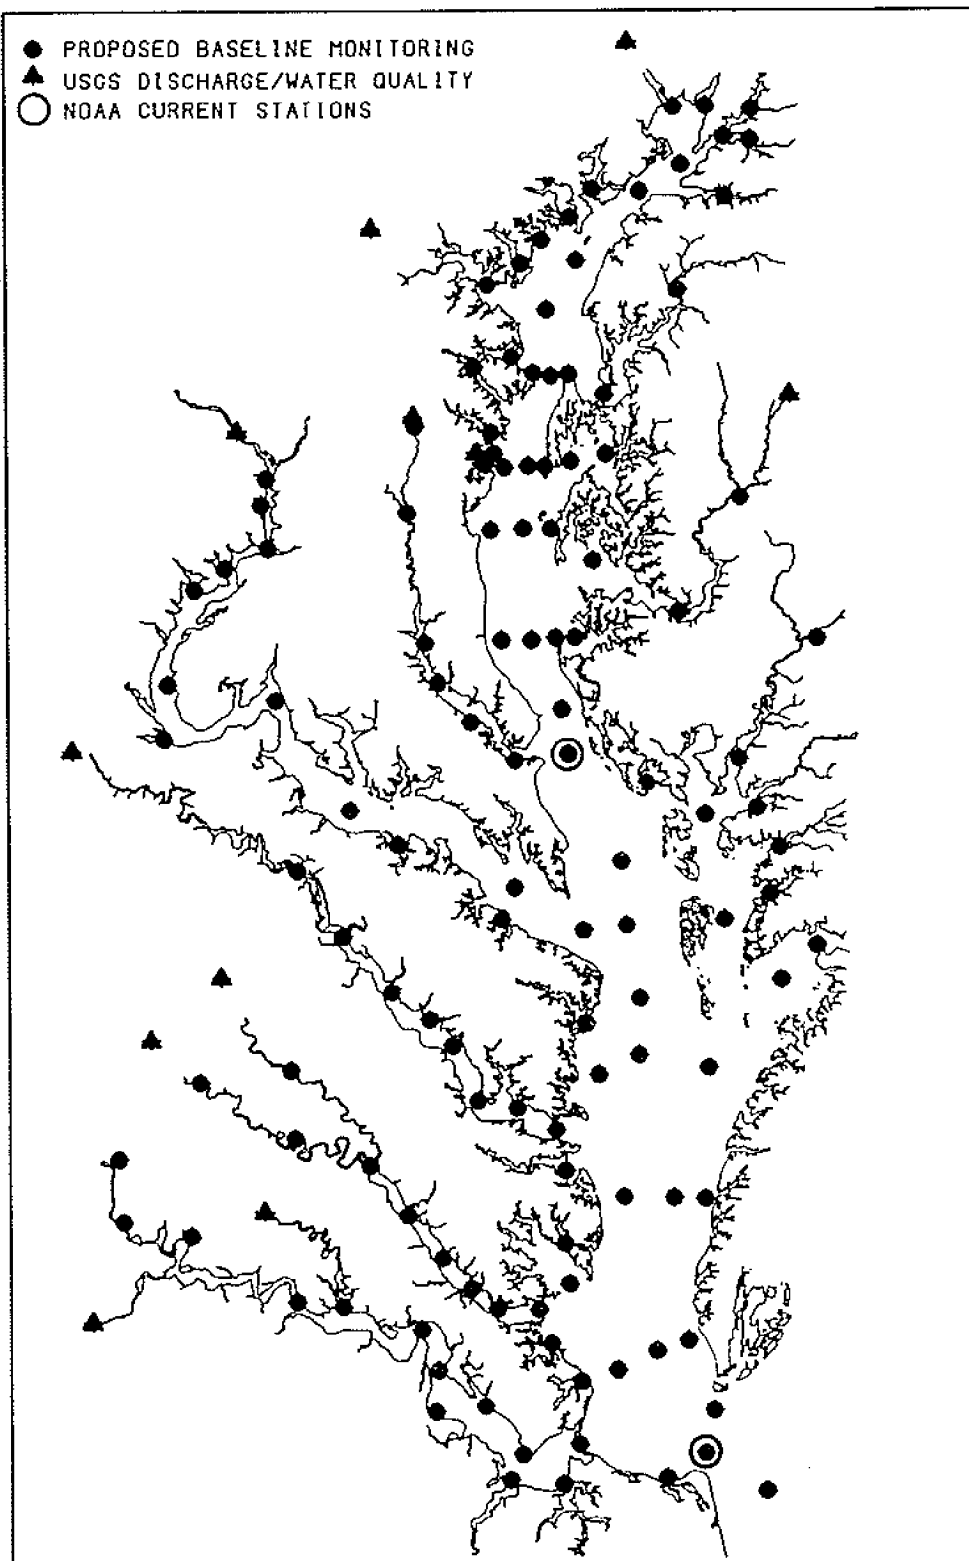 PROPOSED BASELINE MONITORING
USGS DISCHARGE/WATER QUALITY
NOAA CURRENT STATIONS